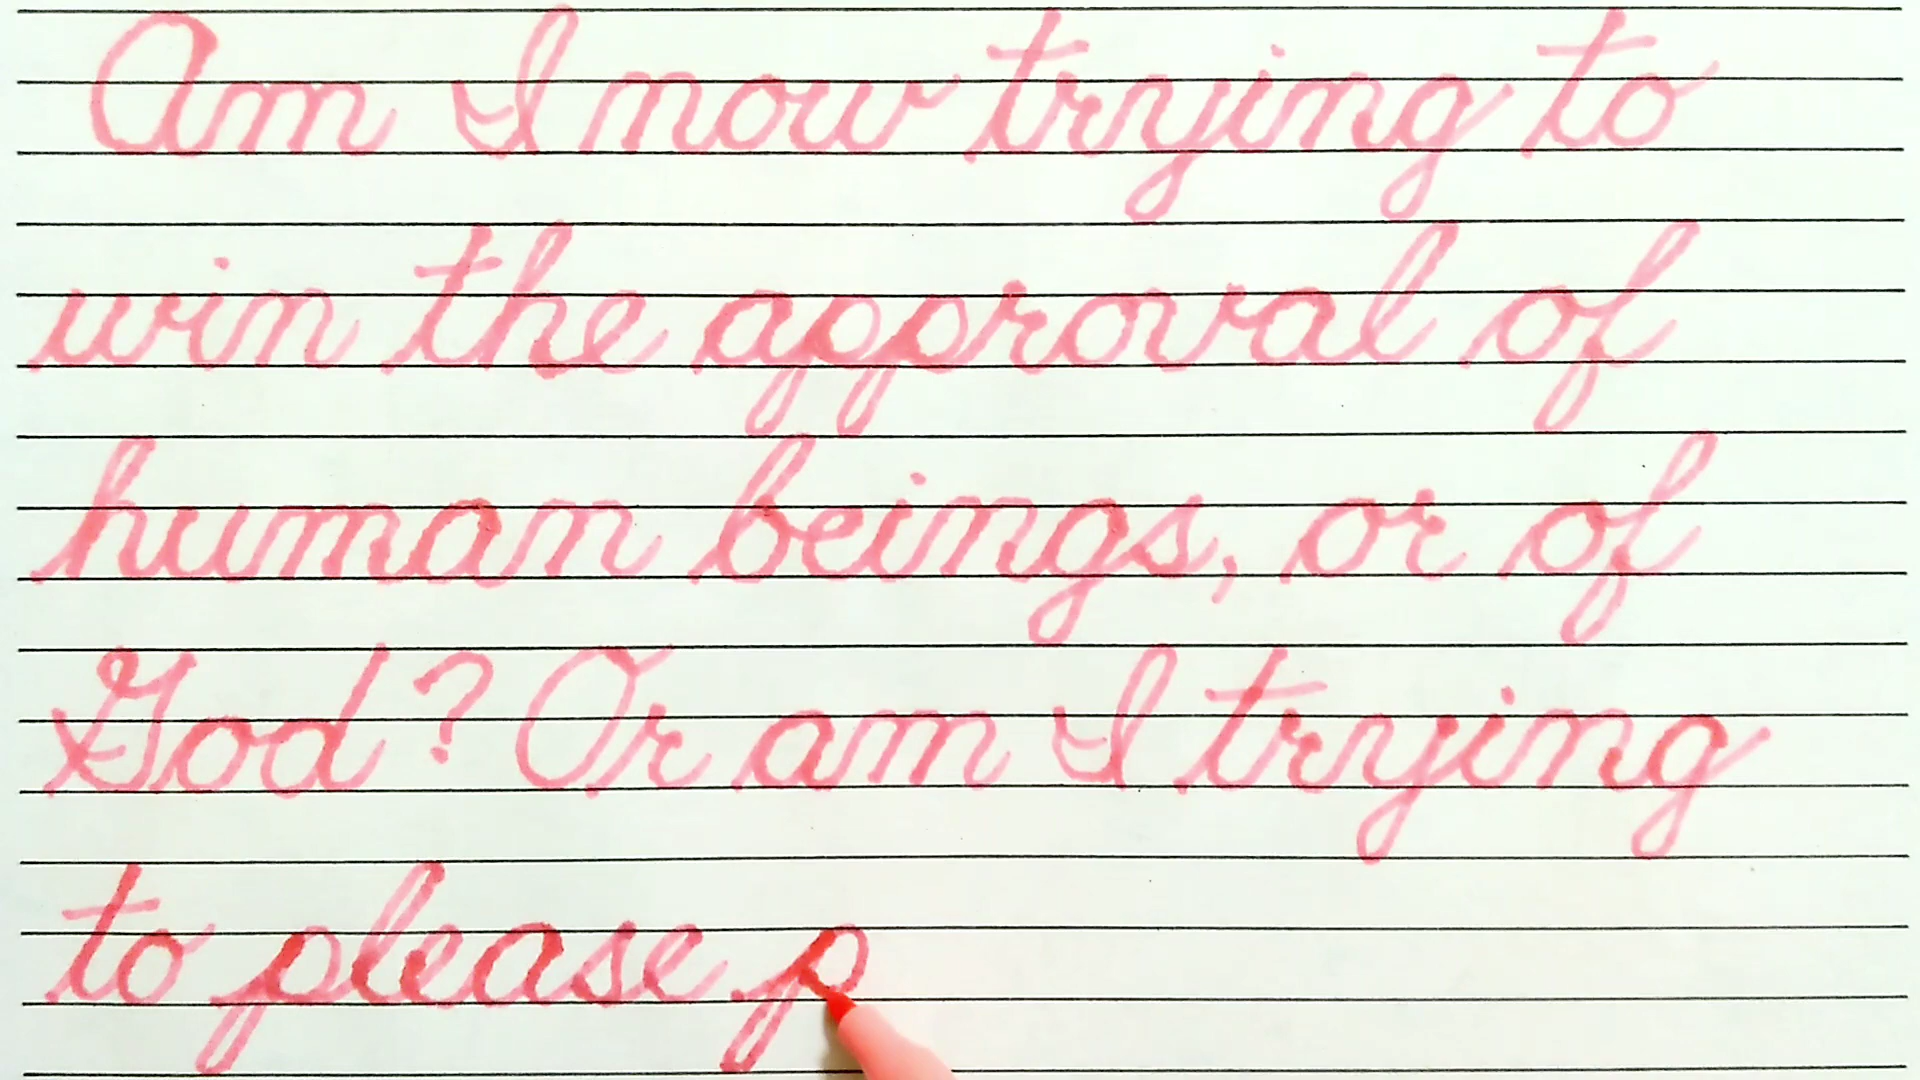 Am I now trying to
win the approval of
human beings, or of
God? Or am I trying
to please p